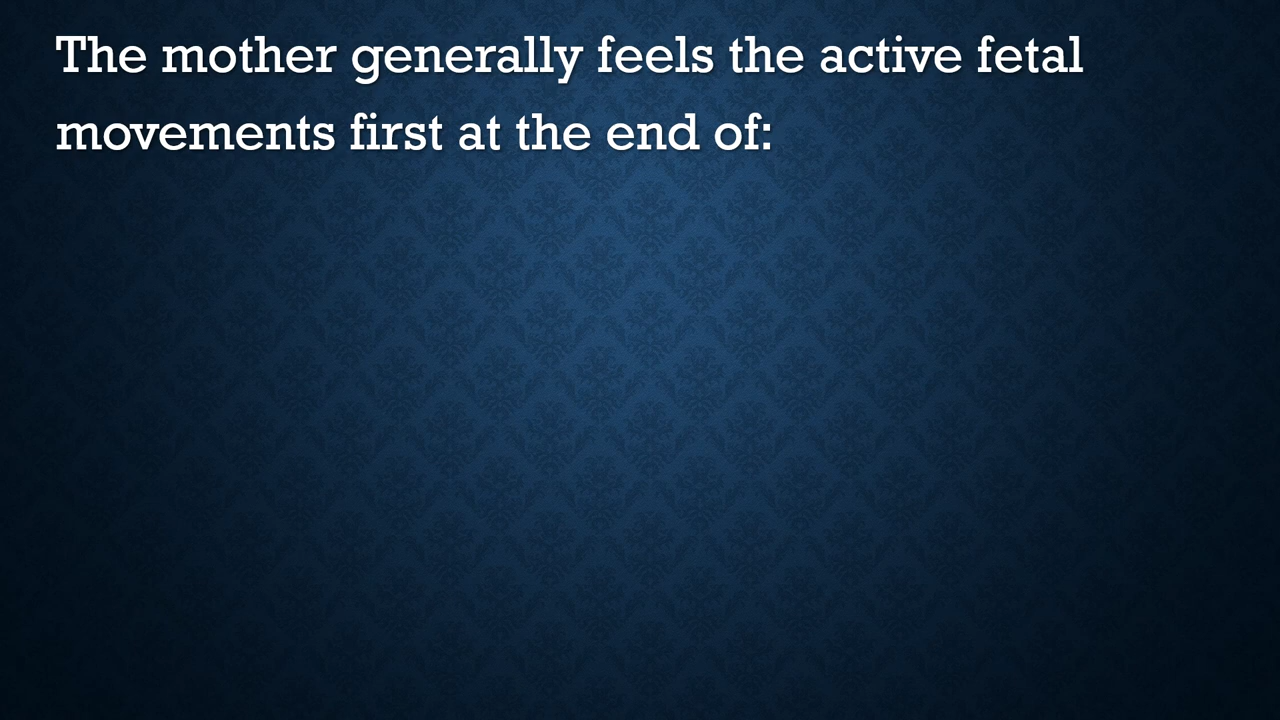 The mother generally feels the active fetal
movements first at the end of: